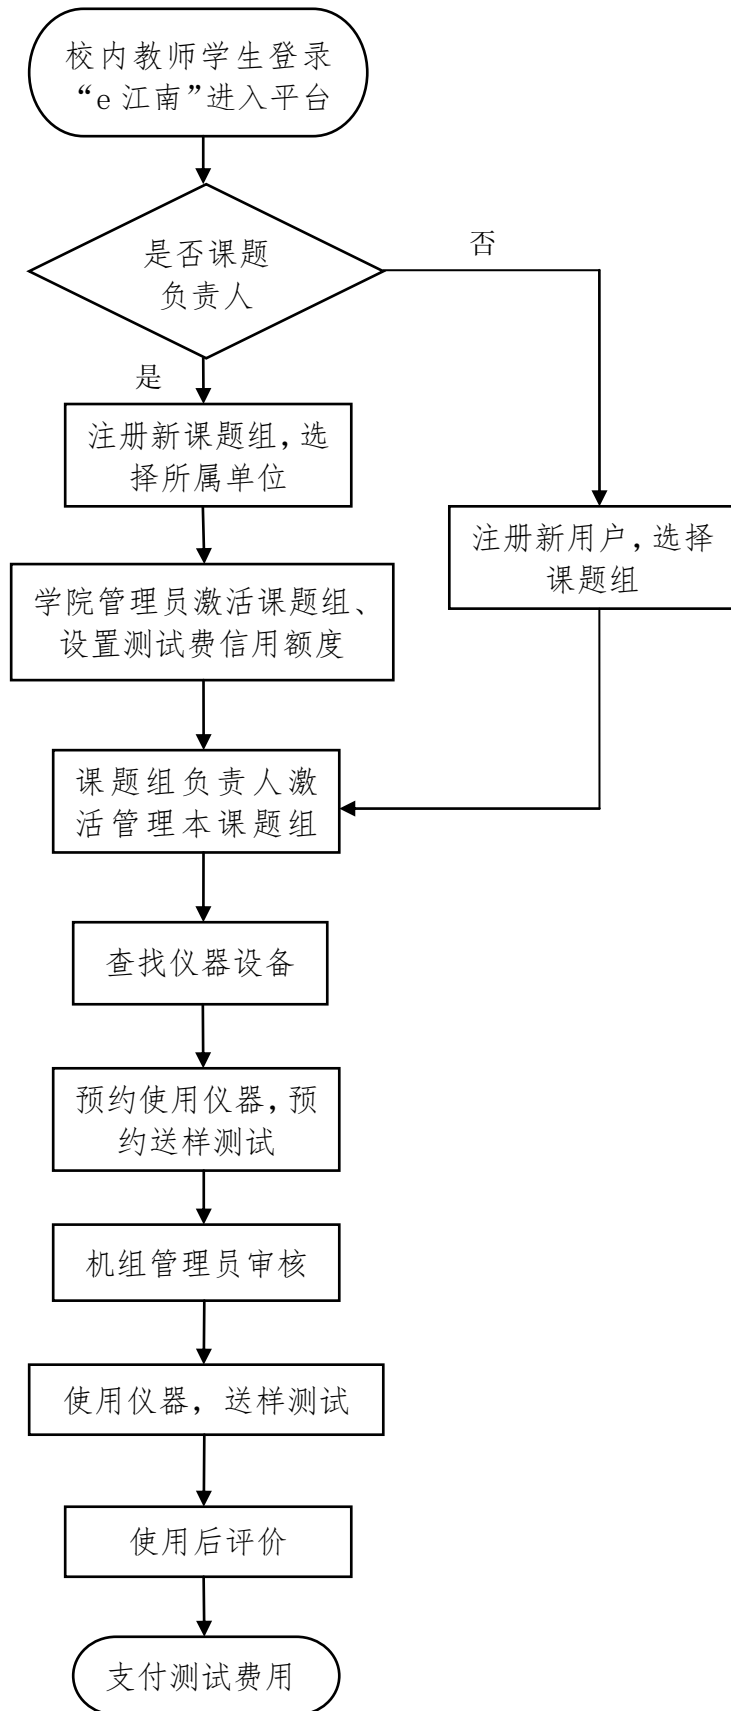 校内教师学生登录
“e 江南”进入平台
是否课题
负责人
否
是
注册新课题组，选
择所属单位
注册新用户，选择
课题组
学院管理员激活课题组、
设置测试费信用额度
课题组负责人激
活管理本课题组
查找仪器设备
预约使用仪器，预
约送样测试
机组管理员审核
使用仪器，送样测试
使用后评价
支付测试费用